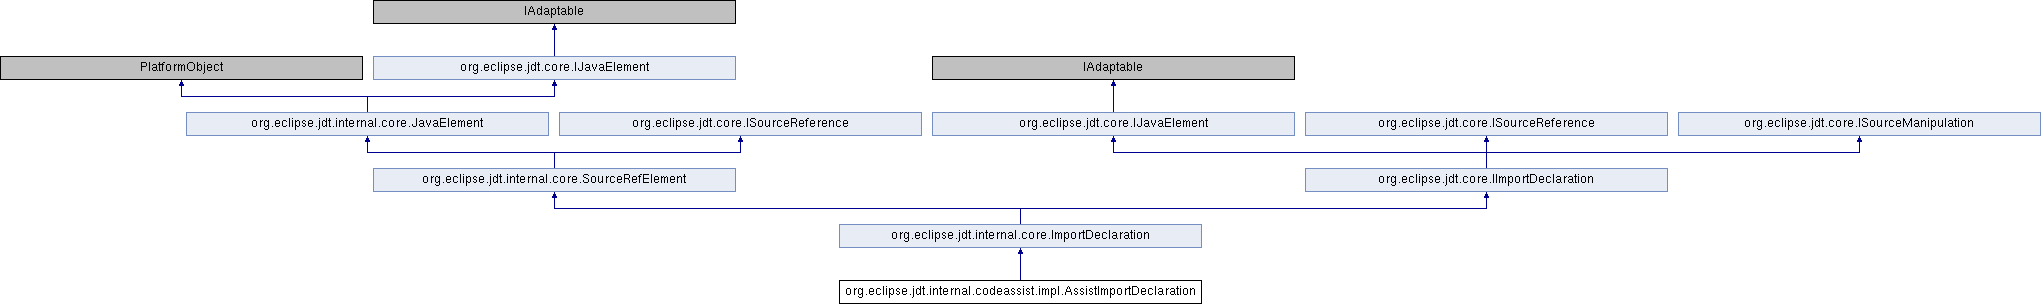 IAdaptable
PlatformObject
org.eclipse.jdt.core.IJavaElement
IAdaptable
org.eclipse.jdt.internal.core.JavaElement
org.eclipse.jdt.core.ISourceReference
org.eclipse.jdt.core.IJavaElement
org.eclipse.jdt.core.ISourceReference
org.eclipse.jdt.core.ISourceManipulation
org.eclipse.jdt.internal.core.SourceRefElement
org.eclipse.jdt.core.IImportDeclaration
org.eclipse.jdt.internal.core.ImportDeclaration
org.eclipse.jdt.internal.codeassist.impl.AssistImportDeclaration